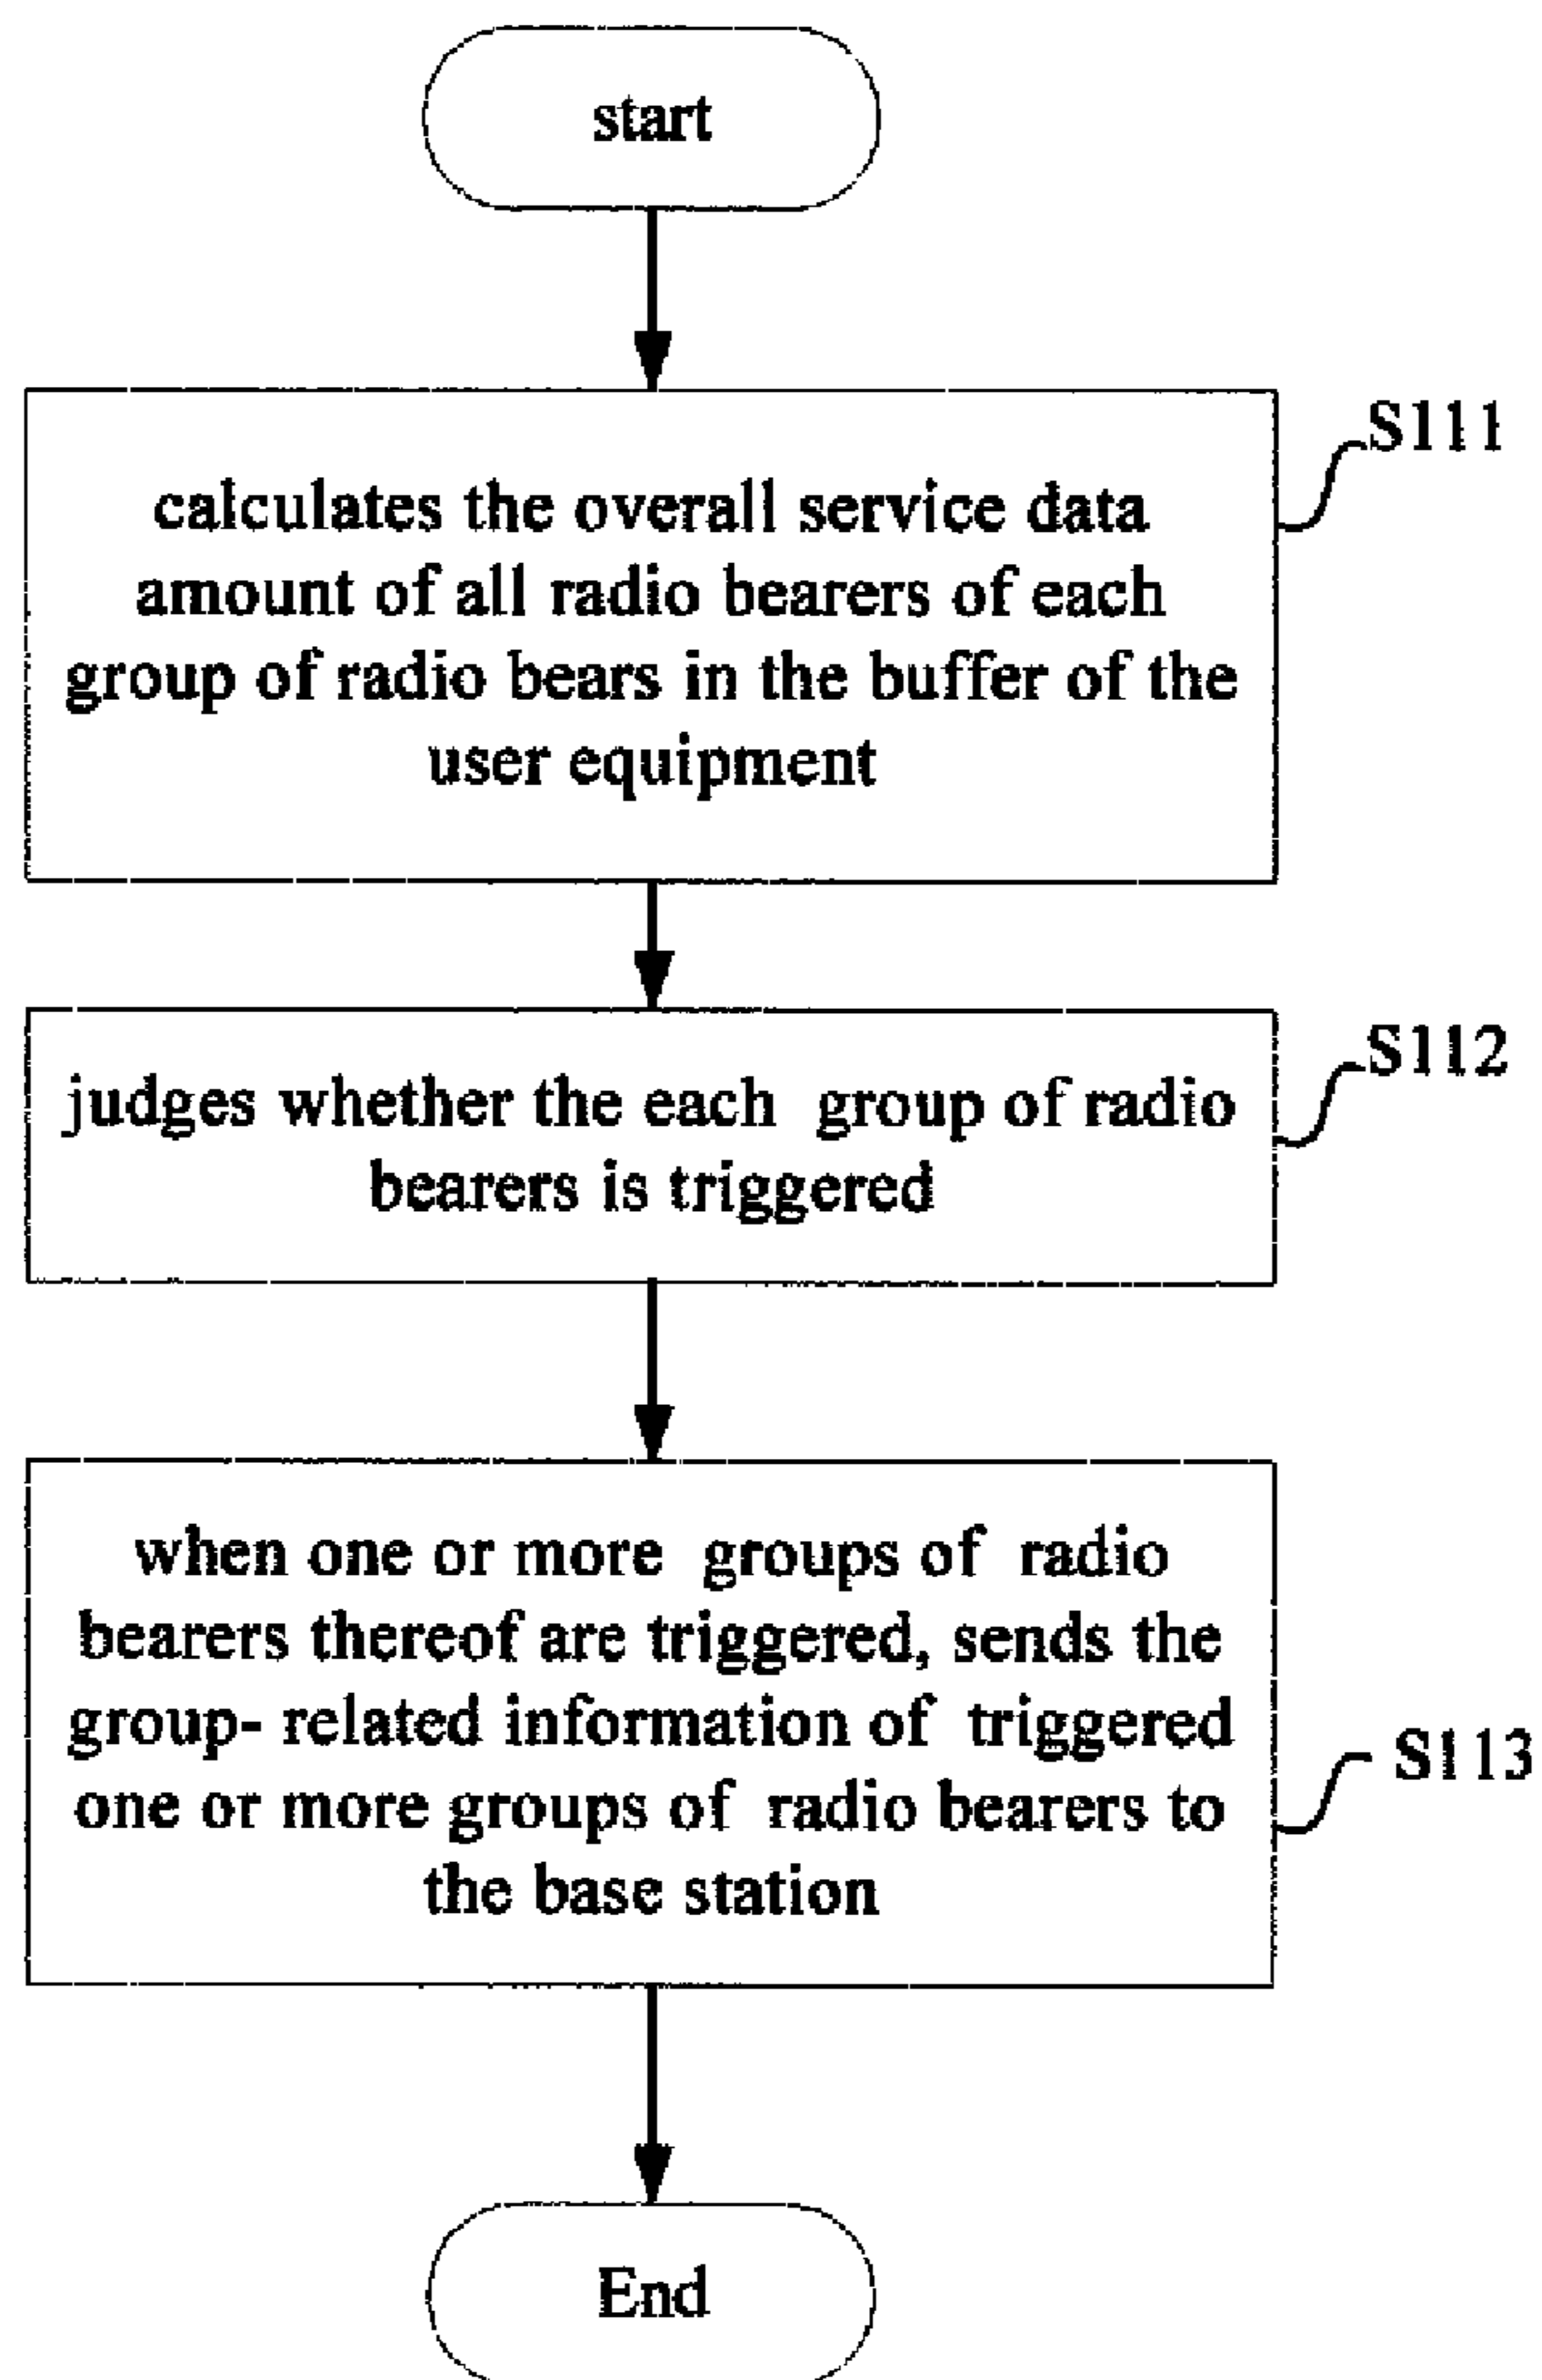 start
S111
calculates the overall service data
amount of all radio bearers of each
group of radio bears in the buffer of the
user equipment
S112
judges whether the each group of radio
bearers is triggered
when one or more groups of radio
bearers thereof are triggered, sends the
group- related information of triggered
one or more groups of radio bearers to
the base station
S113
End